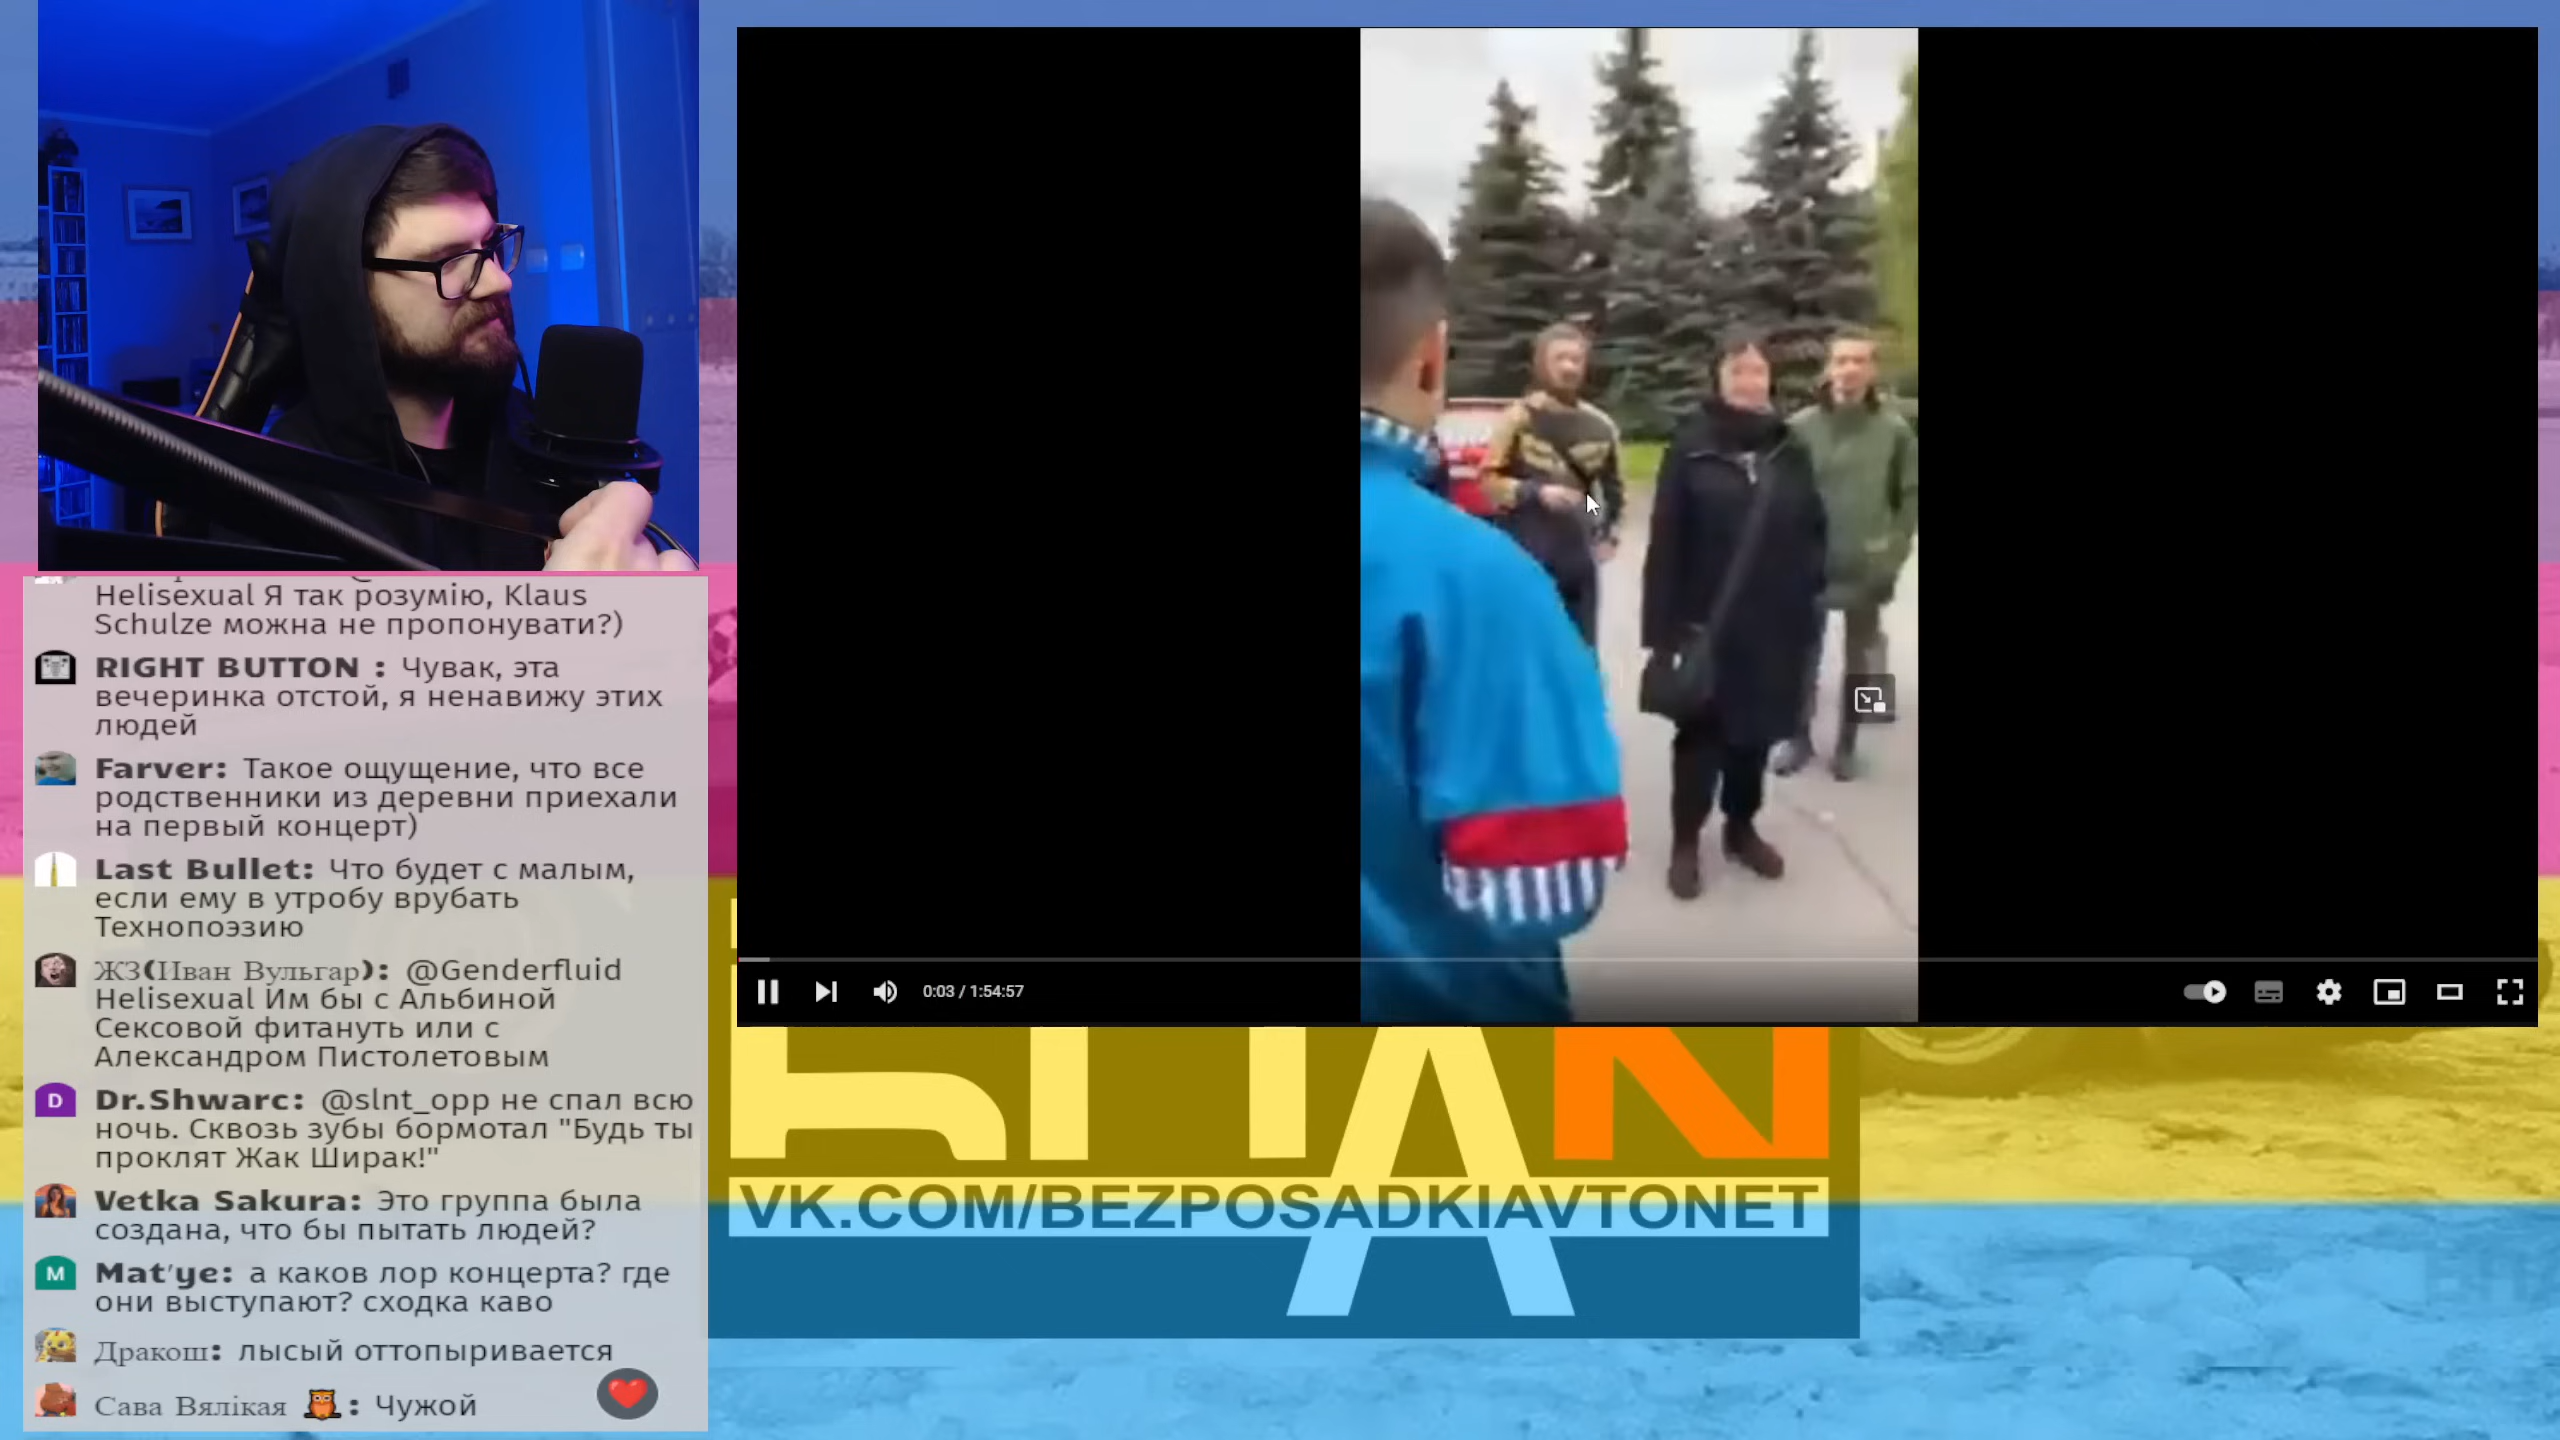 Helisexual Я так розумію, Klaus
Schulze можна не пропонувати?)
RIGHT BUTTON : Чувак, эта
вечеринка отстой, я ненавижу этих
людей
Farver: Такое ощущение, что все
родственники из деревни приехали
на первый концерт)
Last Bullet: Что будет с малым,
если ему в утробу врубать
Технопоэзию
ЖЗ(Иван Вульгар): @Genderfluid
Helisexual Им бы с Альбиной
Сексовой фитануть или с
Александром Пистолетовым
D Dr.Shwarc: @slnt_opp не спал всю
ночь. Сквозь зубы бормотал "Будь ты
проклят Жак Ширак!"
Vetka Sakura: Это группа была
создана, что бы пытать людей?
M Mat'ye: а каков лор концерта? где
они выступают? сходка каво
Дракош: лысый оттопыривается
Сава Вялікая : Чужой
0:03 / 1:54:57
VK.COM/BEZPOSADKIAVTONET